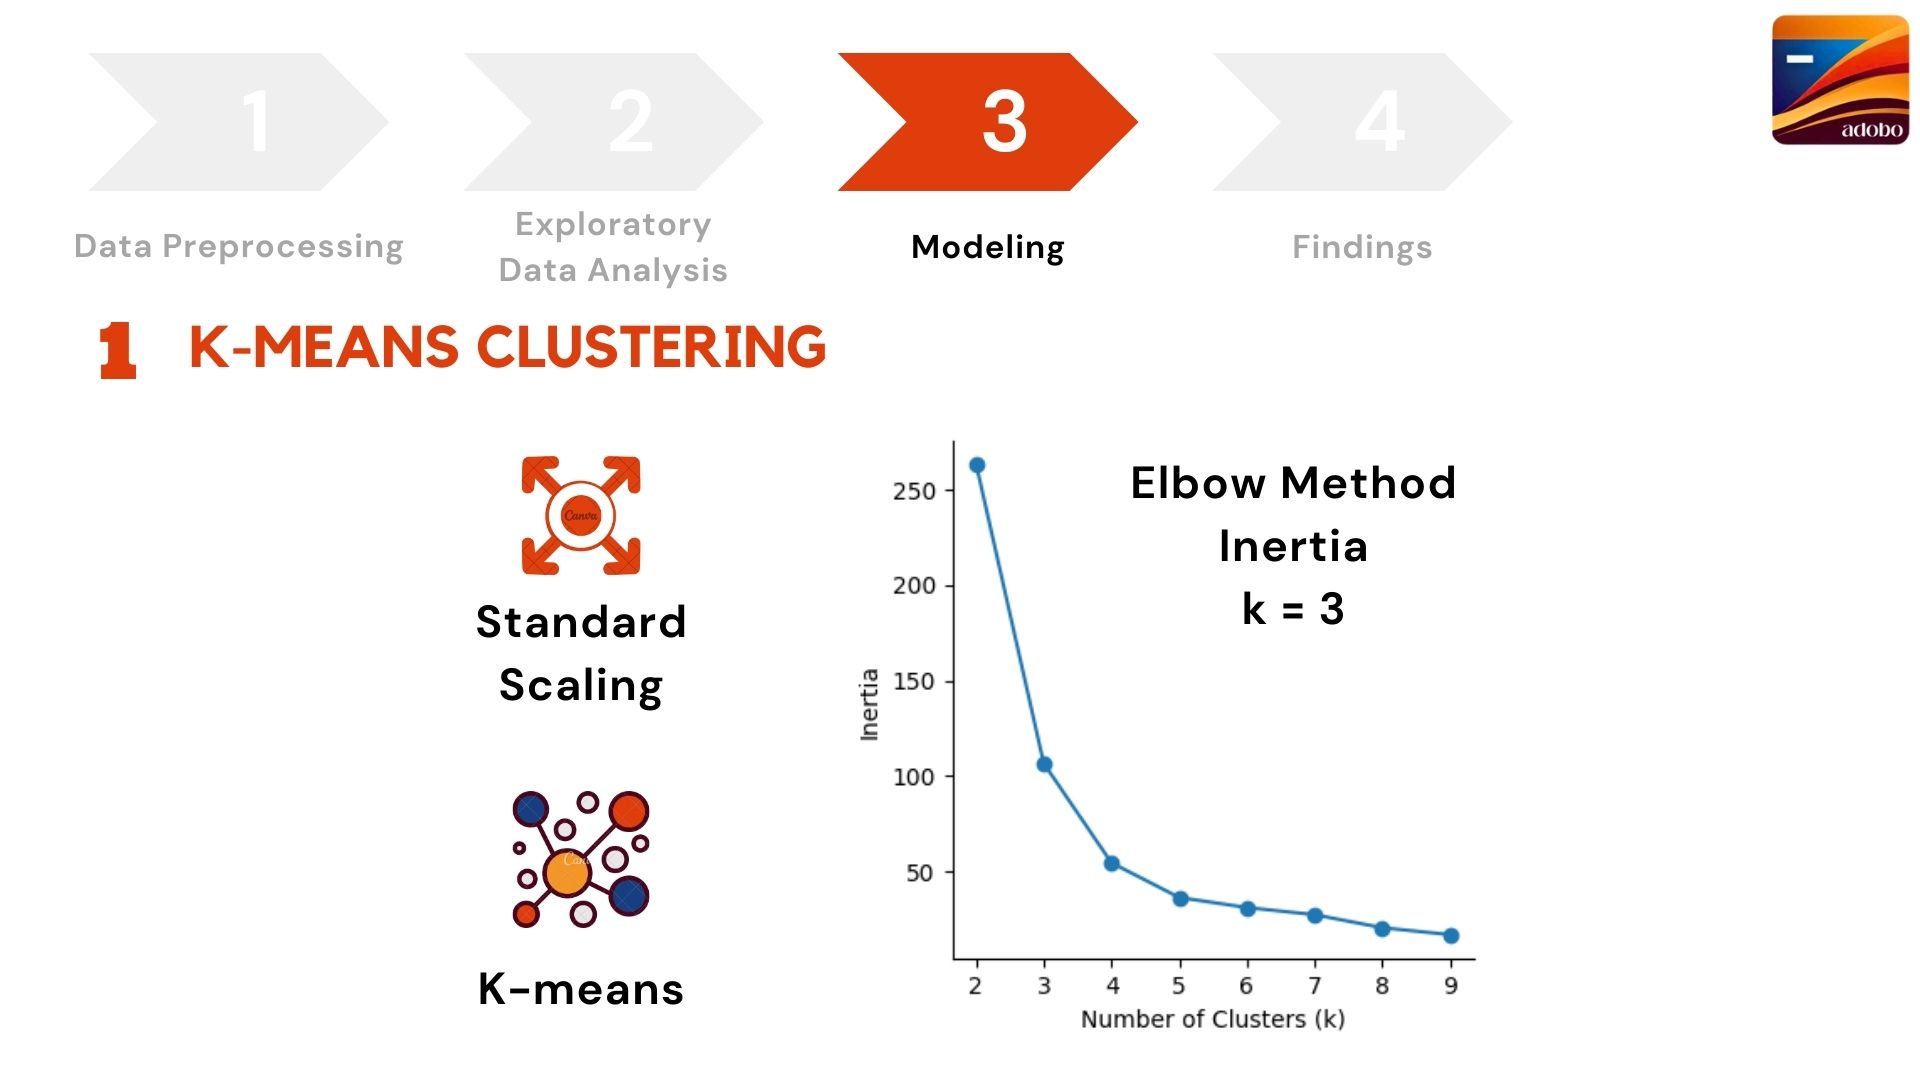 1
2
3
4
adobo
Data Preprocessing
Exploratory
Data Analysis
Modeling
Findings
1 K-MEANS CLUSTERING
Canva
Standard
Scaling
K-means
Elbow Method
Inertia
k = 3
250
200
150
100
50
Inertia
2 3 4 5 6 7 8 9
Number of Clusters (k)